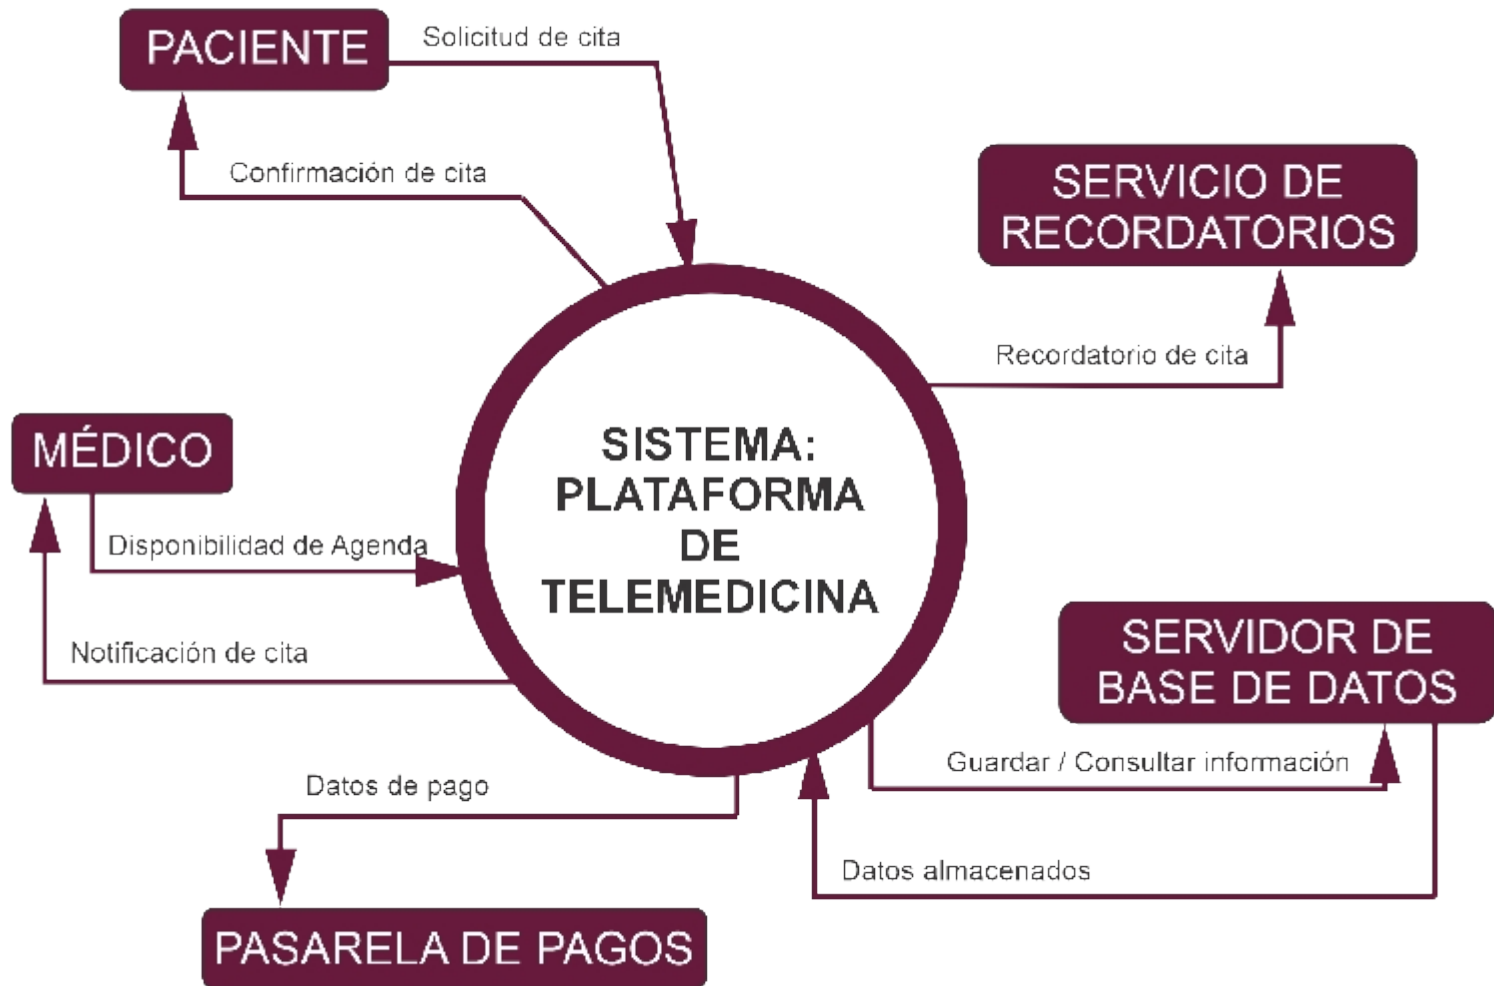 PACIENTE
Solicitud de cita
Confirmación de cita
SERVICIO DE
RECORDATORIOS
Recordatorio de cita
SISTEMA:
PLATAFORMA
DE
TELEMEDICINA
MÉDICO
Disponibilidad de Agenda
Notificación de cita
SERVIDOR DE
BASE DE DATOS
Guardar / Consultar información
Datos de pago
Datos almacenados
PASARELA DE PAGOS